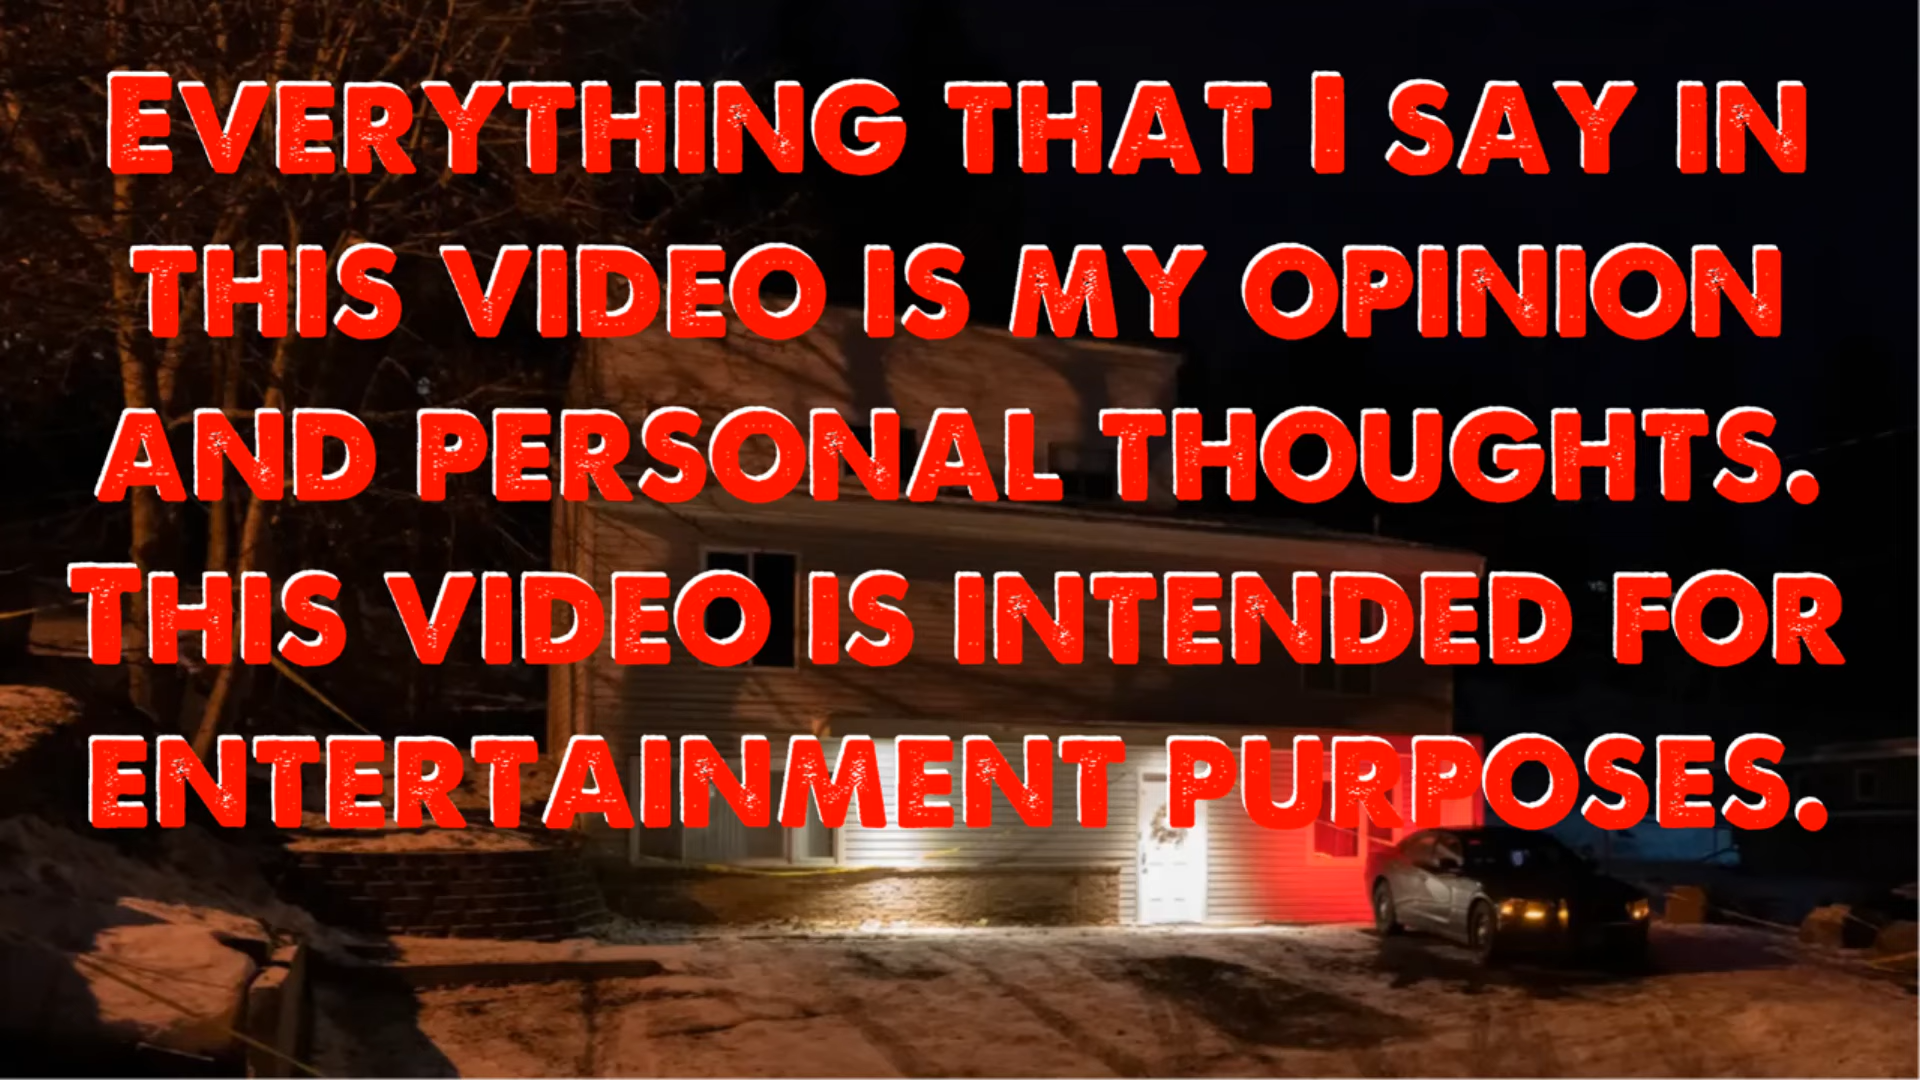 Everything that I say in
this video is my opinion
and personal thoughts.
This video is intended for
entertainment purposes.